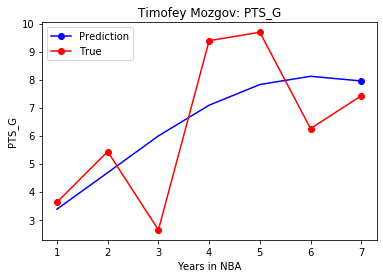 Timofey Mozgov: PTS_G
Prediction
True
10
9
8
7
6
5
4
3
PTS_G
1 2 3 4 5 6 7
Years in NBA